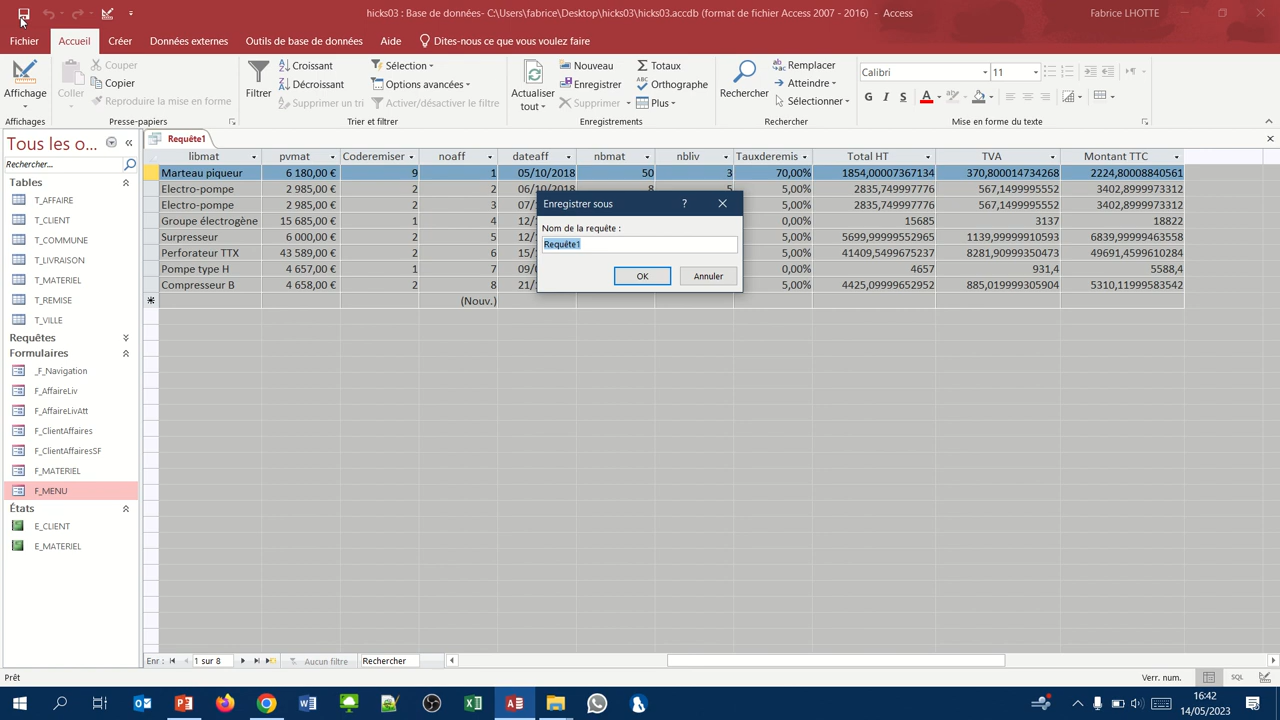 hicks03 : Base de données- C:\Users\fabrice\Desktop\hicks03\hicks03.accdb (format de fichier Access 2007 - 2016) - Access
Fabrice LHOTTE
Fichier Accueil Créer Données externes Outils de base de données Aide Dites-nous ce que vous voulez faire
Affichage
Affichages
Coller
Couper
Copier
Reproduire la mise en forme
Presse-papiers
Filtrer
Croissant
Décroissant
Supprimer un tri
Sélection
Options avancées
Activer/désactiver le filtre
Trier et filtrer
Actualiser
tout
Nouveau
Enregistrer
Supprimer
Totaux
Orthographe
Plus
Enregistrements
Rechercher
Remplacer
Atteindre
Sélectionner
Rechercher
Calibri 11
G I S A
Mise en forme du texte
Tous les o...
Rechercher...
Tables
T_AFFAIRE
T_CLIENT
T_COMMUNE
T_LIVRAISON
T_MATERIEL
T_REMISE
T_VILLE
Requêtes
Formulaires
_F_Navigation
F_AffaireLiv
F_AffaireLivAtt
F_ClientAffaires
F_ClientAffairesSF
F_MATERIEL
F_MENU
États
E_CLIENT
E_MATERIEL
Requête1
libmat pvmat Coderemiser noaff dateaff nbmat nbliv Tauxderemis Total HT TVA Montant TTC
Marteau piqueur 6 180,00 € 9 1 05/10/2018 50 3 70,00% 1854,00007367134 370,800014734268 2224,80008840561
Electro-pompe 2 985,00 € 2 2 06/10/2018 8 5 5,00% 2835,749997776 567,1499995552 3402,8999973312
Electro-pompe 2 985,00 € 2 3 07/ 5,00% 2835,749997776 567,1499995552 3402,8999973312
Groupe électrogène 15 685,00 € 1 4 12/ 0,00% 15685 3137 18822
Surpresseur 6 000,00 € 2 5 12/ 5,00% 5699,99999552965 1139,99999910593 6839,99999463558
Perforateur TTX 43 589,00 € 2 6 15/ 5,00% 41409,5499675237 8281,90999350473 49691,4599610284
Pompe type H 4 657,00 € 1 7 09/ 0,00% 4657 931,4 5588,4
Compresseur B 4 658,00 € 2 8 21/ 5,00% 4425,09999652952 885,019999305904 5310,11999583542
(Nouv.)
Enregistrer sous ?
Nom de la requête :
Requête1
OK Annuler
Enr : 1 sur 8 Aucun filtre Rechercher
Prêt Verr. num. SQL
16:42
14/05/2023